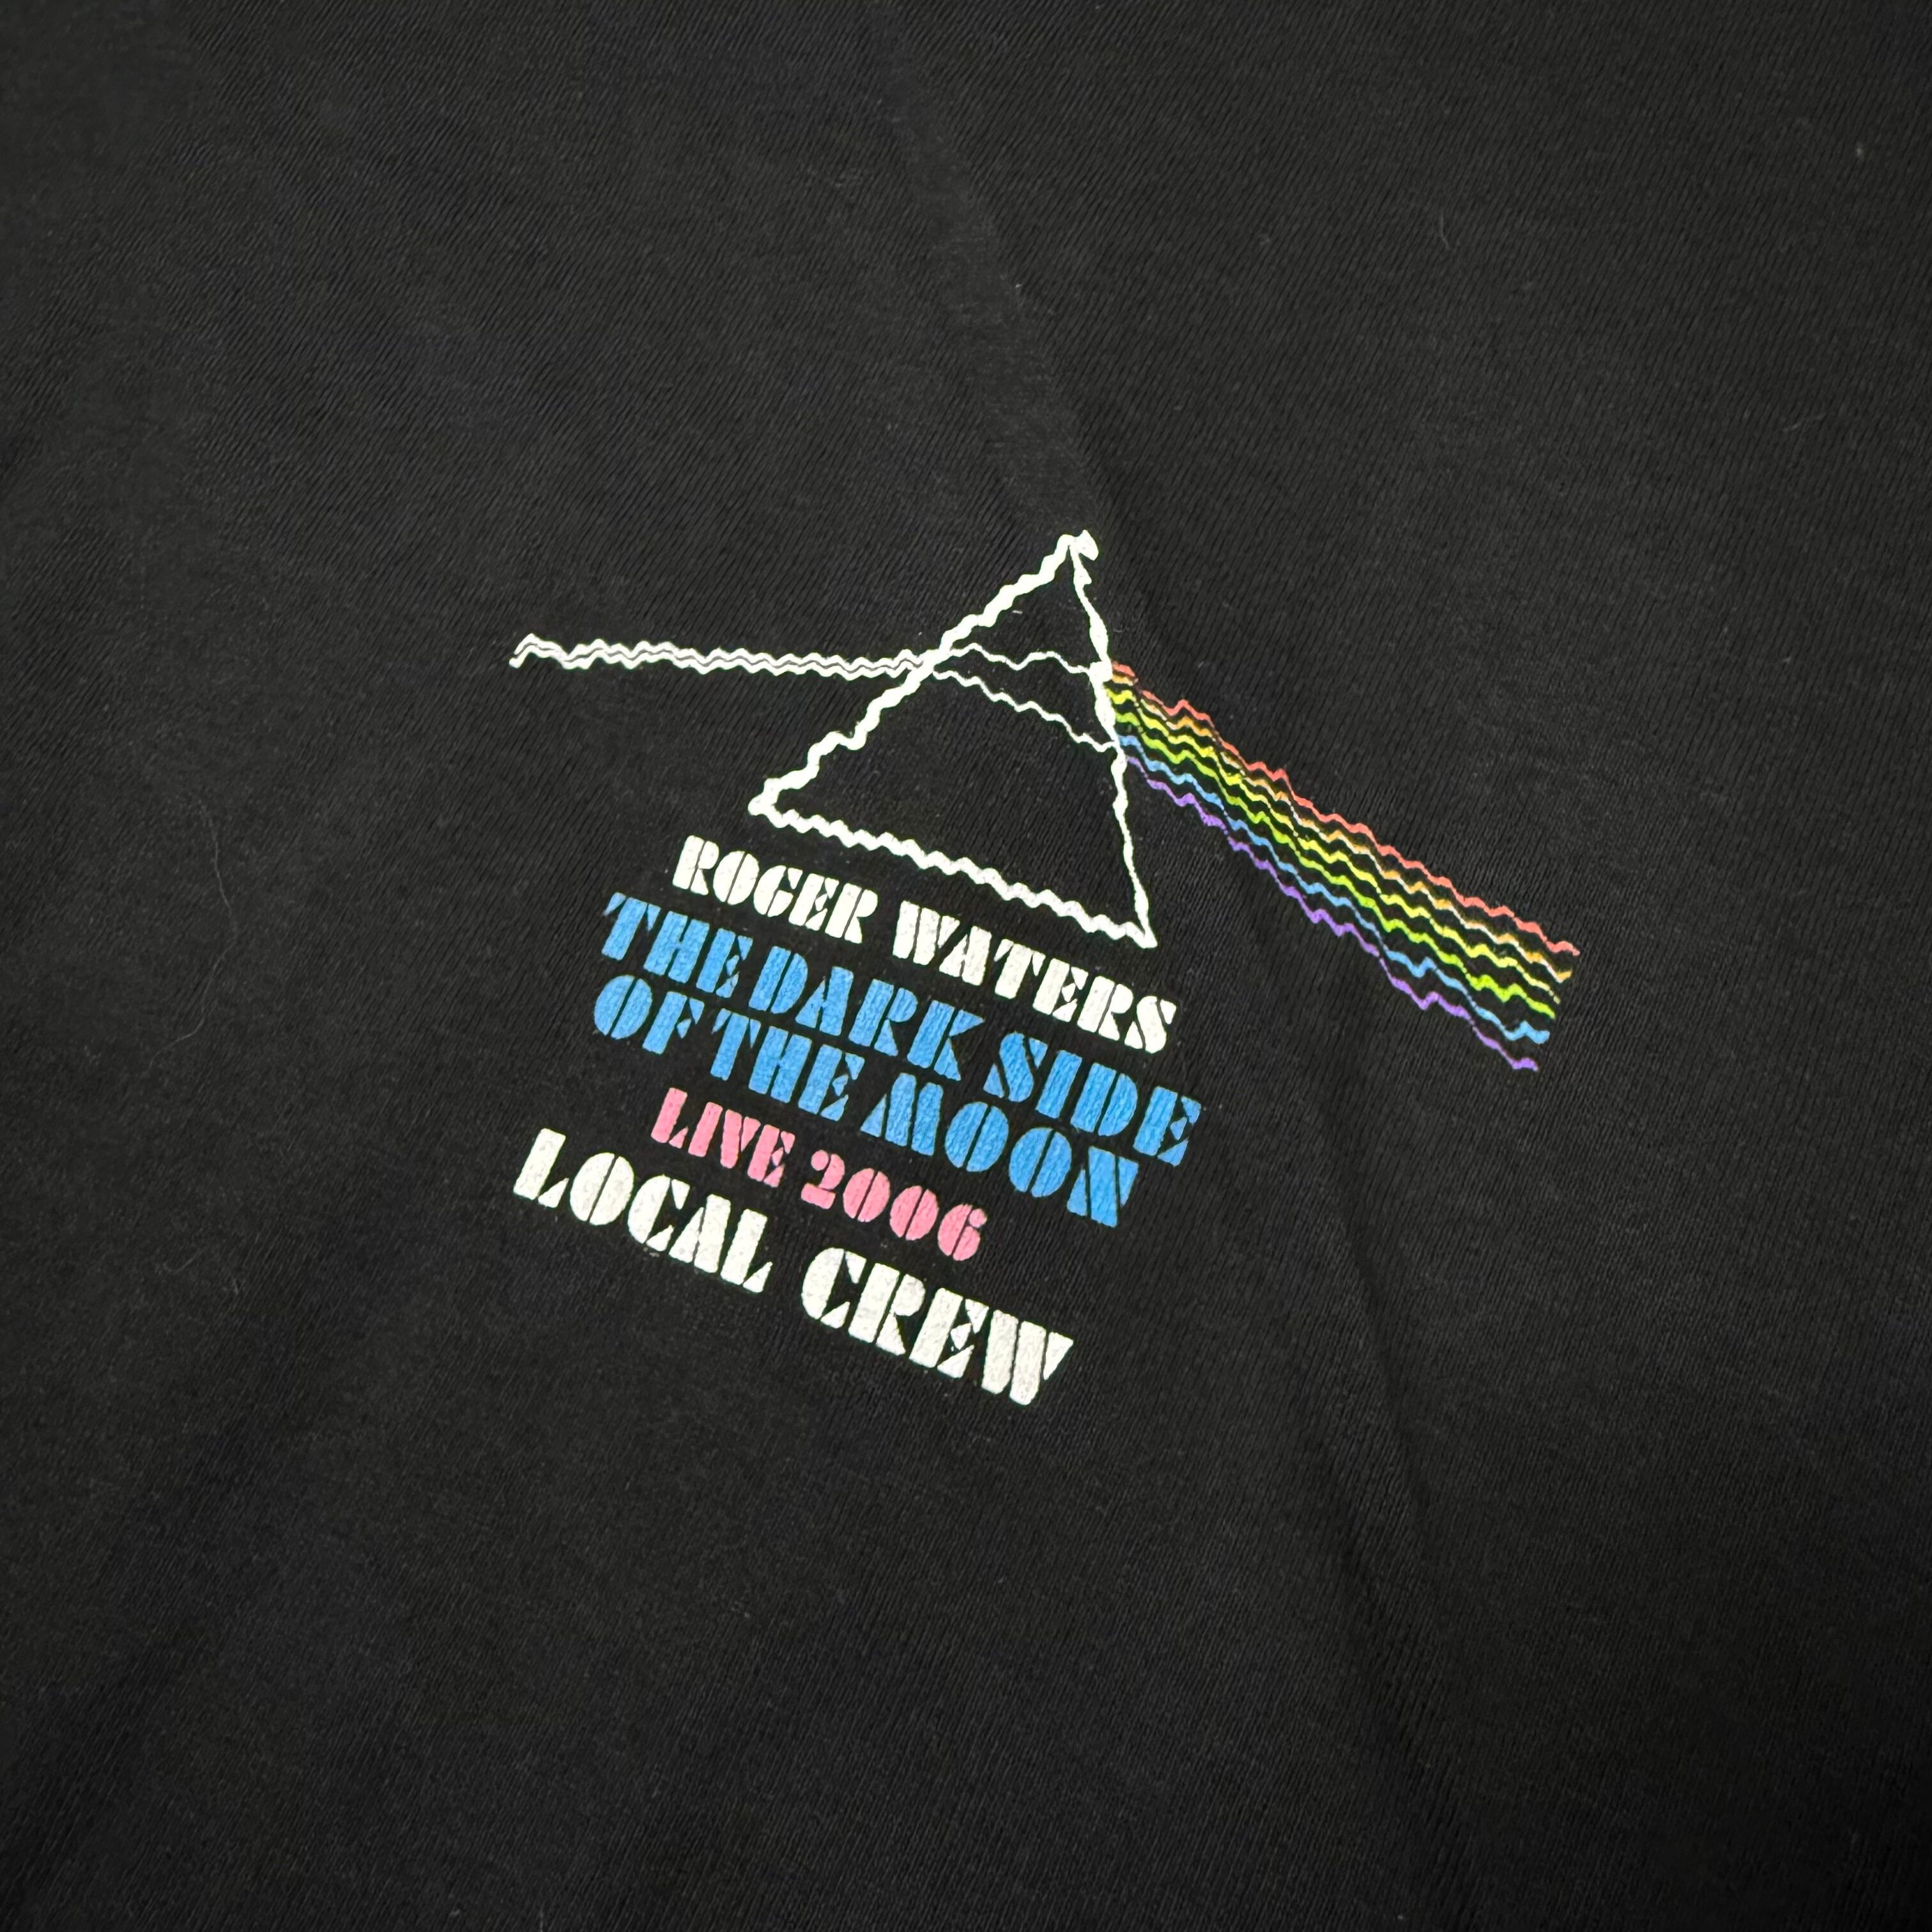 ROGER WATERS
THE DARK SIDE
OF THE MOON
LIVE 2006
LOCAL CREW